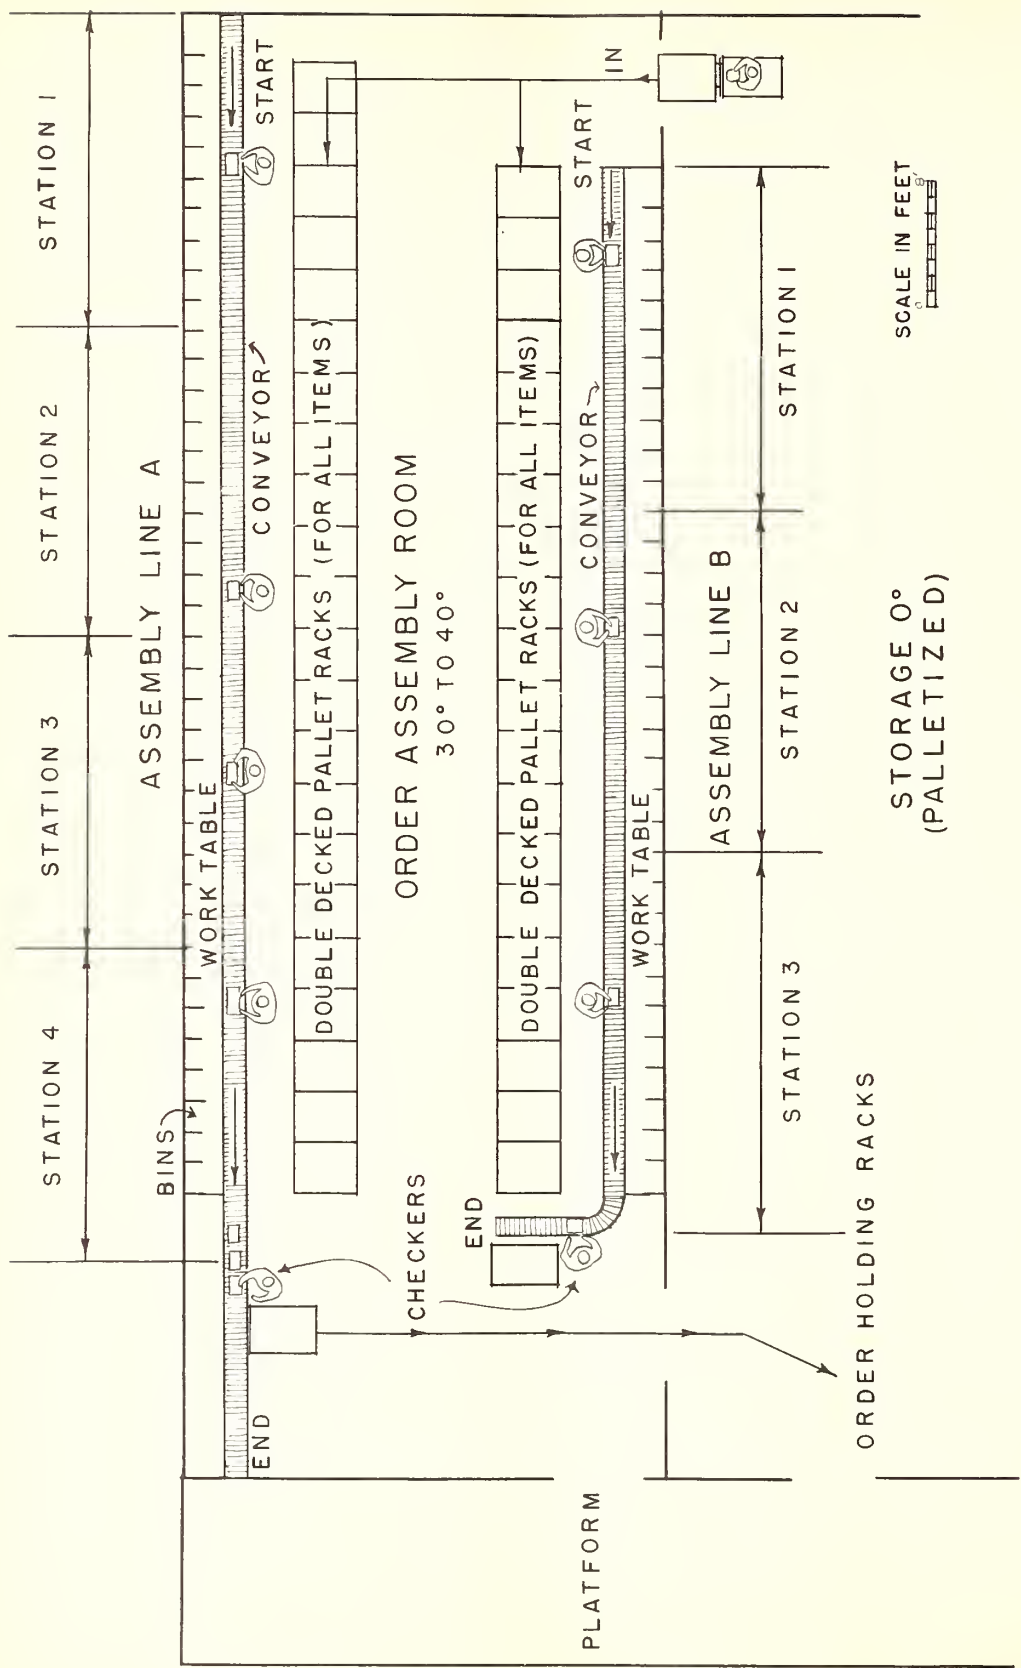 STATION 4
STATION 3
STATION 2
STATION 1
ASSEMBLY LINE A
BINS
WORK TABLE
CONVEYOR
END
START
DOUBLE DECKED PALLET RACKS (FOR ALL ITEMS)
ORDER ASSEMBLY ROOM
30° TO 40°
CHECKERS
END
DOUBLE DECKED PALLET RACKS (FOR ALL ITEMS)
PLATFORM
CONVEYOR
START
IN
WORK TABLE
ASSEMBLY LINE B
STATION 3
STATION 2
STATION 1
ORDER HOLDING RACKS
STORAGE 0°
(PALLETIZED)
SCALE IN FEET
0 8'